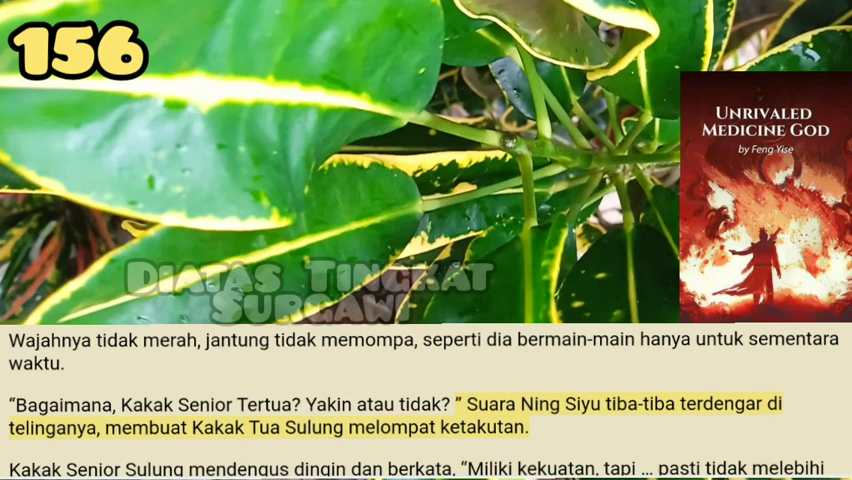 156
UNRIVALED
MEDICINE GOD
by Feng Yise
DIATAS TINGKAT
SURGAWI
Wajahnya tidak merah, jantung tidak memompa, seperti dia bermain-main hanya untuk sementara
waktu.
“Bagaimana, Kakak Senior Tertua? Yakin atau tidak? ” Suara Ning Siyu tiba-tiba terdengar di
telinganya, membuat Kakak Tua Sulung melompat ketakutan.
Kakak Senior Sulung mendengus dingin dan berkata, “Miliki kekuatan, tapi ... pasti tidak melebihi